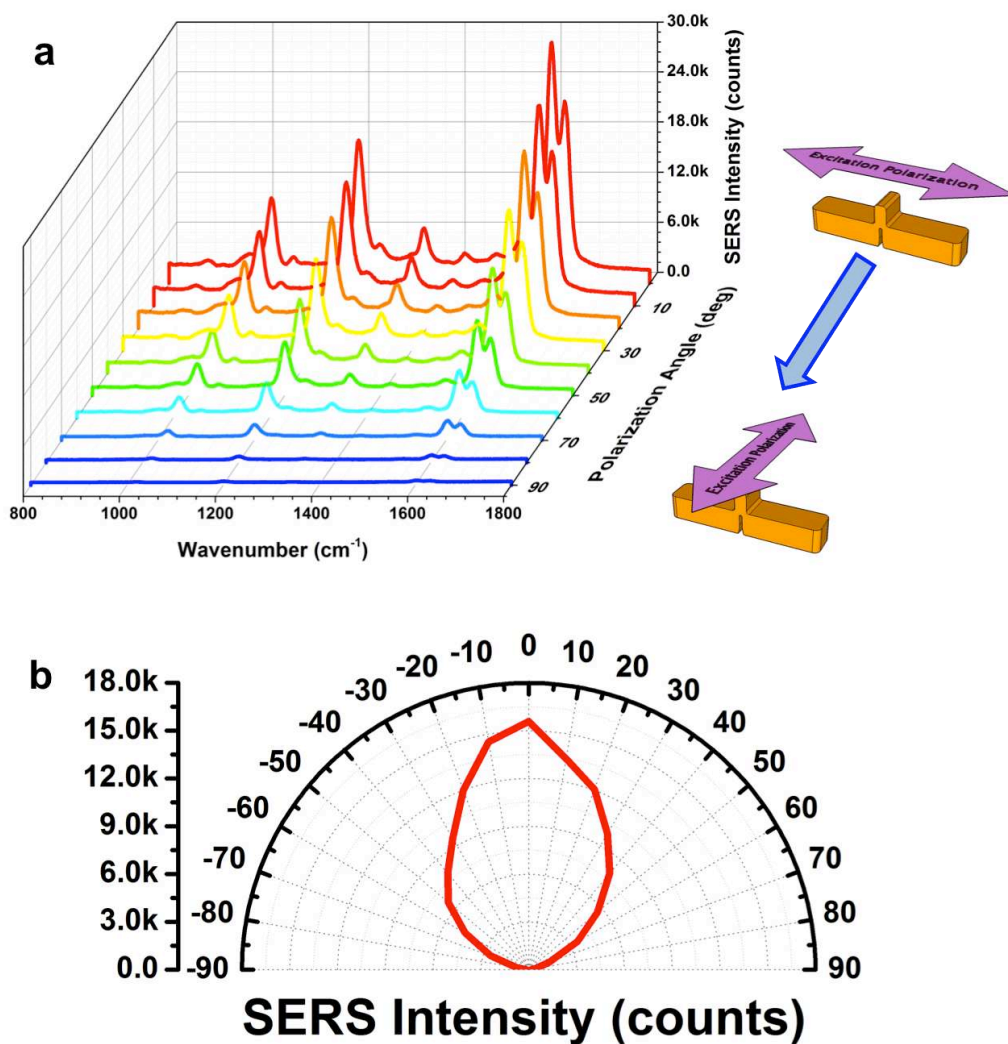 a
30.0k
24.0k
18.0k
12.0k
6.0k
0.0
SERS Intensity (counts)
10
30
50
70
90
Polarization Angle (deg)
800 1000 1200 1400 1600 1800
Wavenumber (cm⁻¹)
Excitation Polarization
Excitation Polarization
b
18.0k
15.0k
12.0k
9.0k
6.0k
3.0k
0.0
-90 -80 -70 -60 -50 -40 -30 -20 -10 0 10 20 30 40 50 60 70 80 90
SERS Intensity (counts)